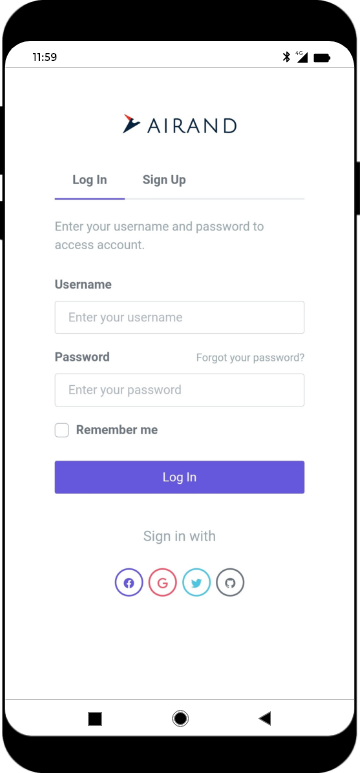 11:59
4G
AIRAND
Log In Sign Up
Enter your username and password to
access account.
Username
Enter your username
Password Forgot your password?
Enter your password
Remember me
Log In
Sign in with